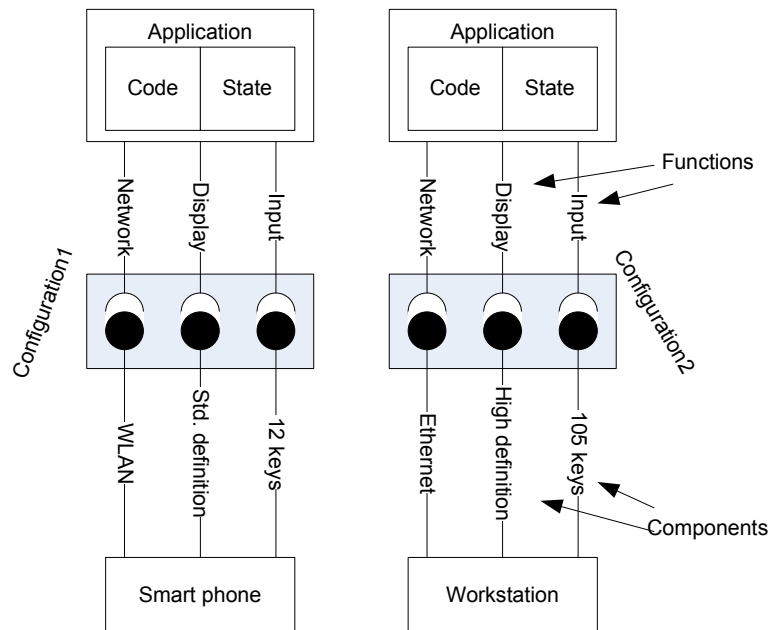 Application
Code
State
Network
Display
Input
Configuration1
WLAN
Std. definition
12 keys
Smart phone
Application
Code
State
Functions
Network
Display
Input
Configuration2
Ethernet
High definition
105 keys
Components
Workstation